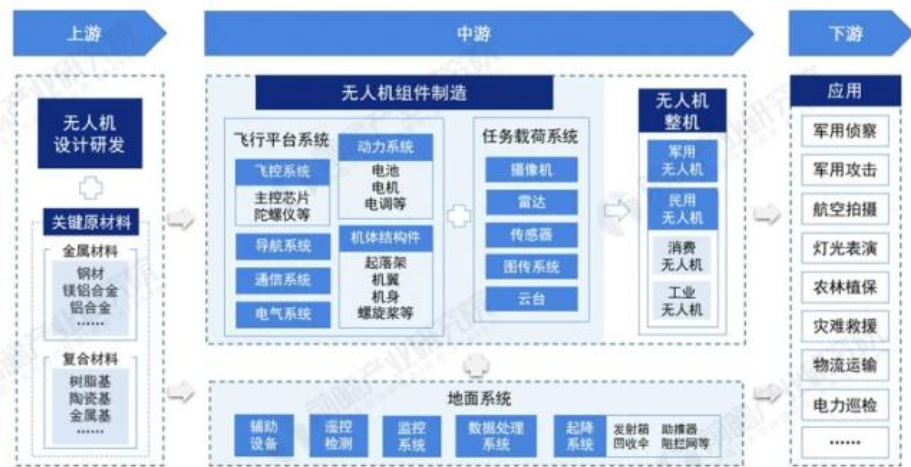 上游
中游
下游
无人机
设计研发
关键原材料
金属材料
钢材
镁铝合金
铝合金
……
复合材料
树脂基
陶瓷基
金属基
……
无人机组件制造
飞行平台系统
飞控系统
主控芯片
陀螺仪等
导航系统
通信系统
电气系统
动力系统
电池
电机
电调等
机体结构件
起落架
机翼
机身
螺旋桨等
任务载荷系统
摄像机
雷达
传感器
图传系统
云台
无人机
整机
军用
无人机
民用
无人机
消费
无人机
工业
无人机
地面系统
辅助
设备
遥控
检测
监控
系统
数据处理
系统
起降
系统
发射箱 助推器
回收伞 阻拦网等
应用
军用侦察
军用攻击
航空拍摄
灯光表演
农林植保
灾难救援
物流运输
电力巡检
……
前瞻产业研究院